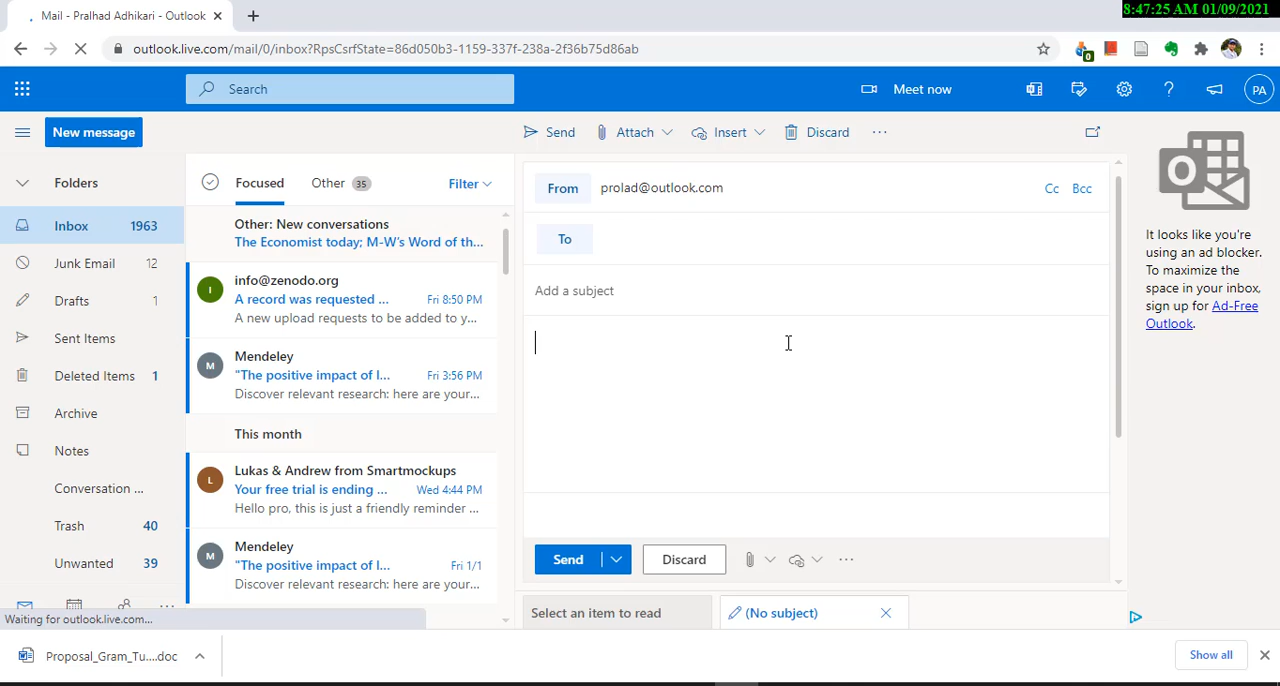 8:47:25 AM 01/09/2021
Mail - Pralhad Adhikari - Outlook
outlook.live.com/mail/0/inbox?RpsCsrfState=86d050b3-1159-337f-238a-2f36b75d86ab
0
Search
Meet now
PA
New message
Send
Attach
Insert
Discard
Folders
Inbox 1963
Junk Email 12
Drafts 1
Sent Items
Deleted Items 1
Archive
Notes
Conversation ...
Trash 40
Unwanted 39
Focused
Other 35
Filter
Other: New conversations
The Economist today; M-W's Word of th...
I
info@zenodo.org
A record was requested ... Fri 8:50 PM
A new upload requests to be added to y...
M
Mendeley
"The positive impact of l... Fri 3:56 PM
Discover relevant research: here are your...
This month
L
Lukas & Andrew from Smartmockups
Your free trial is ending ... Wed 4:44 PM
Hello pro, this is just a friendly reminder ...
M
Mendeley
"The positive impact of l... Fri 1/1
Discover relevant research: here are your...
From prolad@outlook.com Cc Bcc
To
Add a subject
Send
Discard
Select an item to read
(No subject)
It looks like you're
using an ad blocker.
To maximize the
space in your inbox,
sign up for Ad-Free
Outlook.
Waiting for outlook.live.com...
Proposal_Gram_Tu....doc
Show all